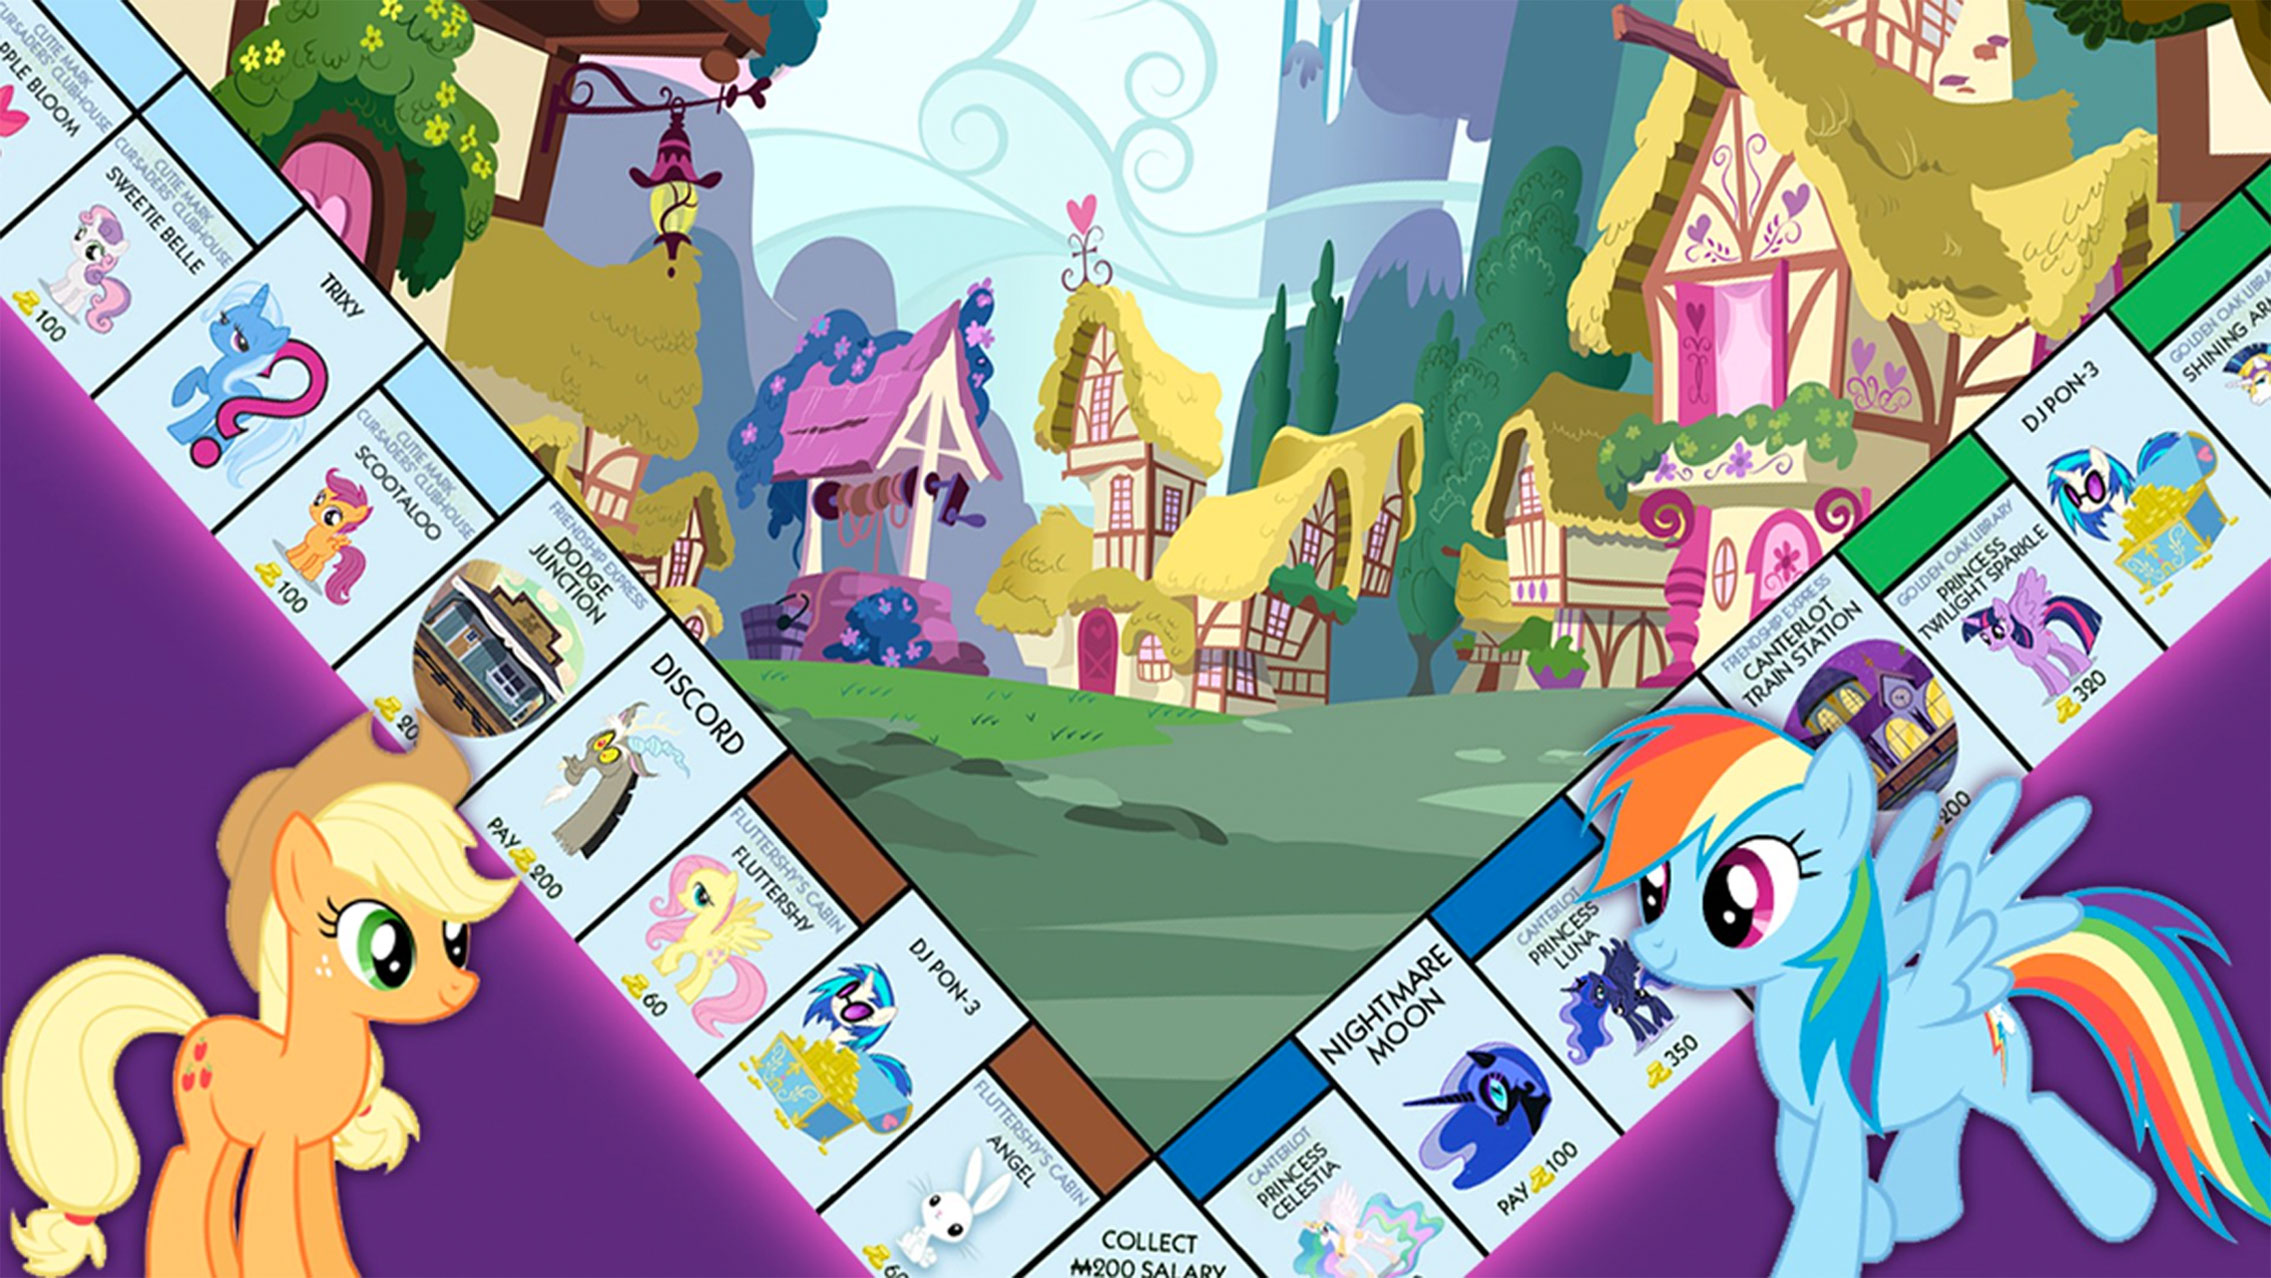 CUTIE MARK
CURSADERS' CLUBHOUSE
BLOOM
CUTIE MARK
CURSADERS' CLUBHOUSE
SWEETIE BELLE
100
TRIXY
CUTIE MARK
CURSADERS' CLUBHOUSE
SCOOTALOO
100
FRIENDSHIP EXPRESS
DODGE
JUNCTION
DISCORD
PAY 200
FLUTTERSHY'S CABIN
FLUTTERSHY
60
DJ PON-3
FLUTTERSHY'S CABIN
ANGEL
60
COLLECT
₩200 SALARY
CANTERLOT
PRINCESS
CELESTIA
NIGHTMARE
MOON
PAY 100
CANTERLOT
PRINCESS
LUNA
350
FRIENDSHIP EXPRESS
CANTERLOT
TRAIN STATION
200
GOLDEN OAK LIBRARY
PRINCESS
TWILIGHT SPARKLE
320
DJ PON-3
GOLDEN OAK
SHINING